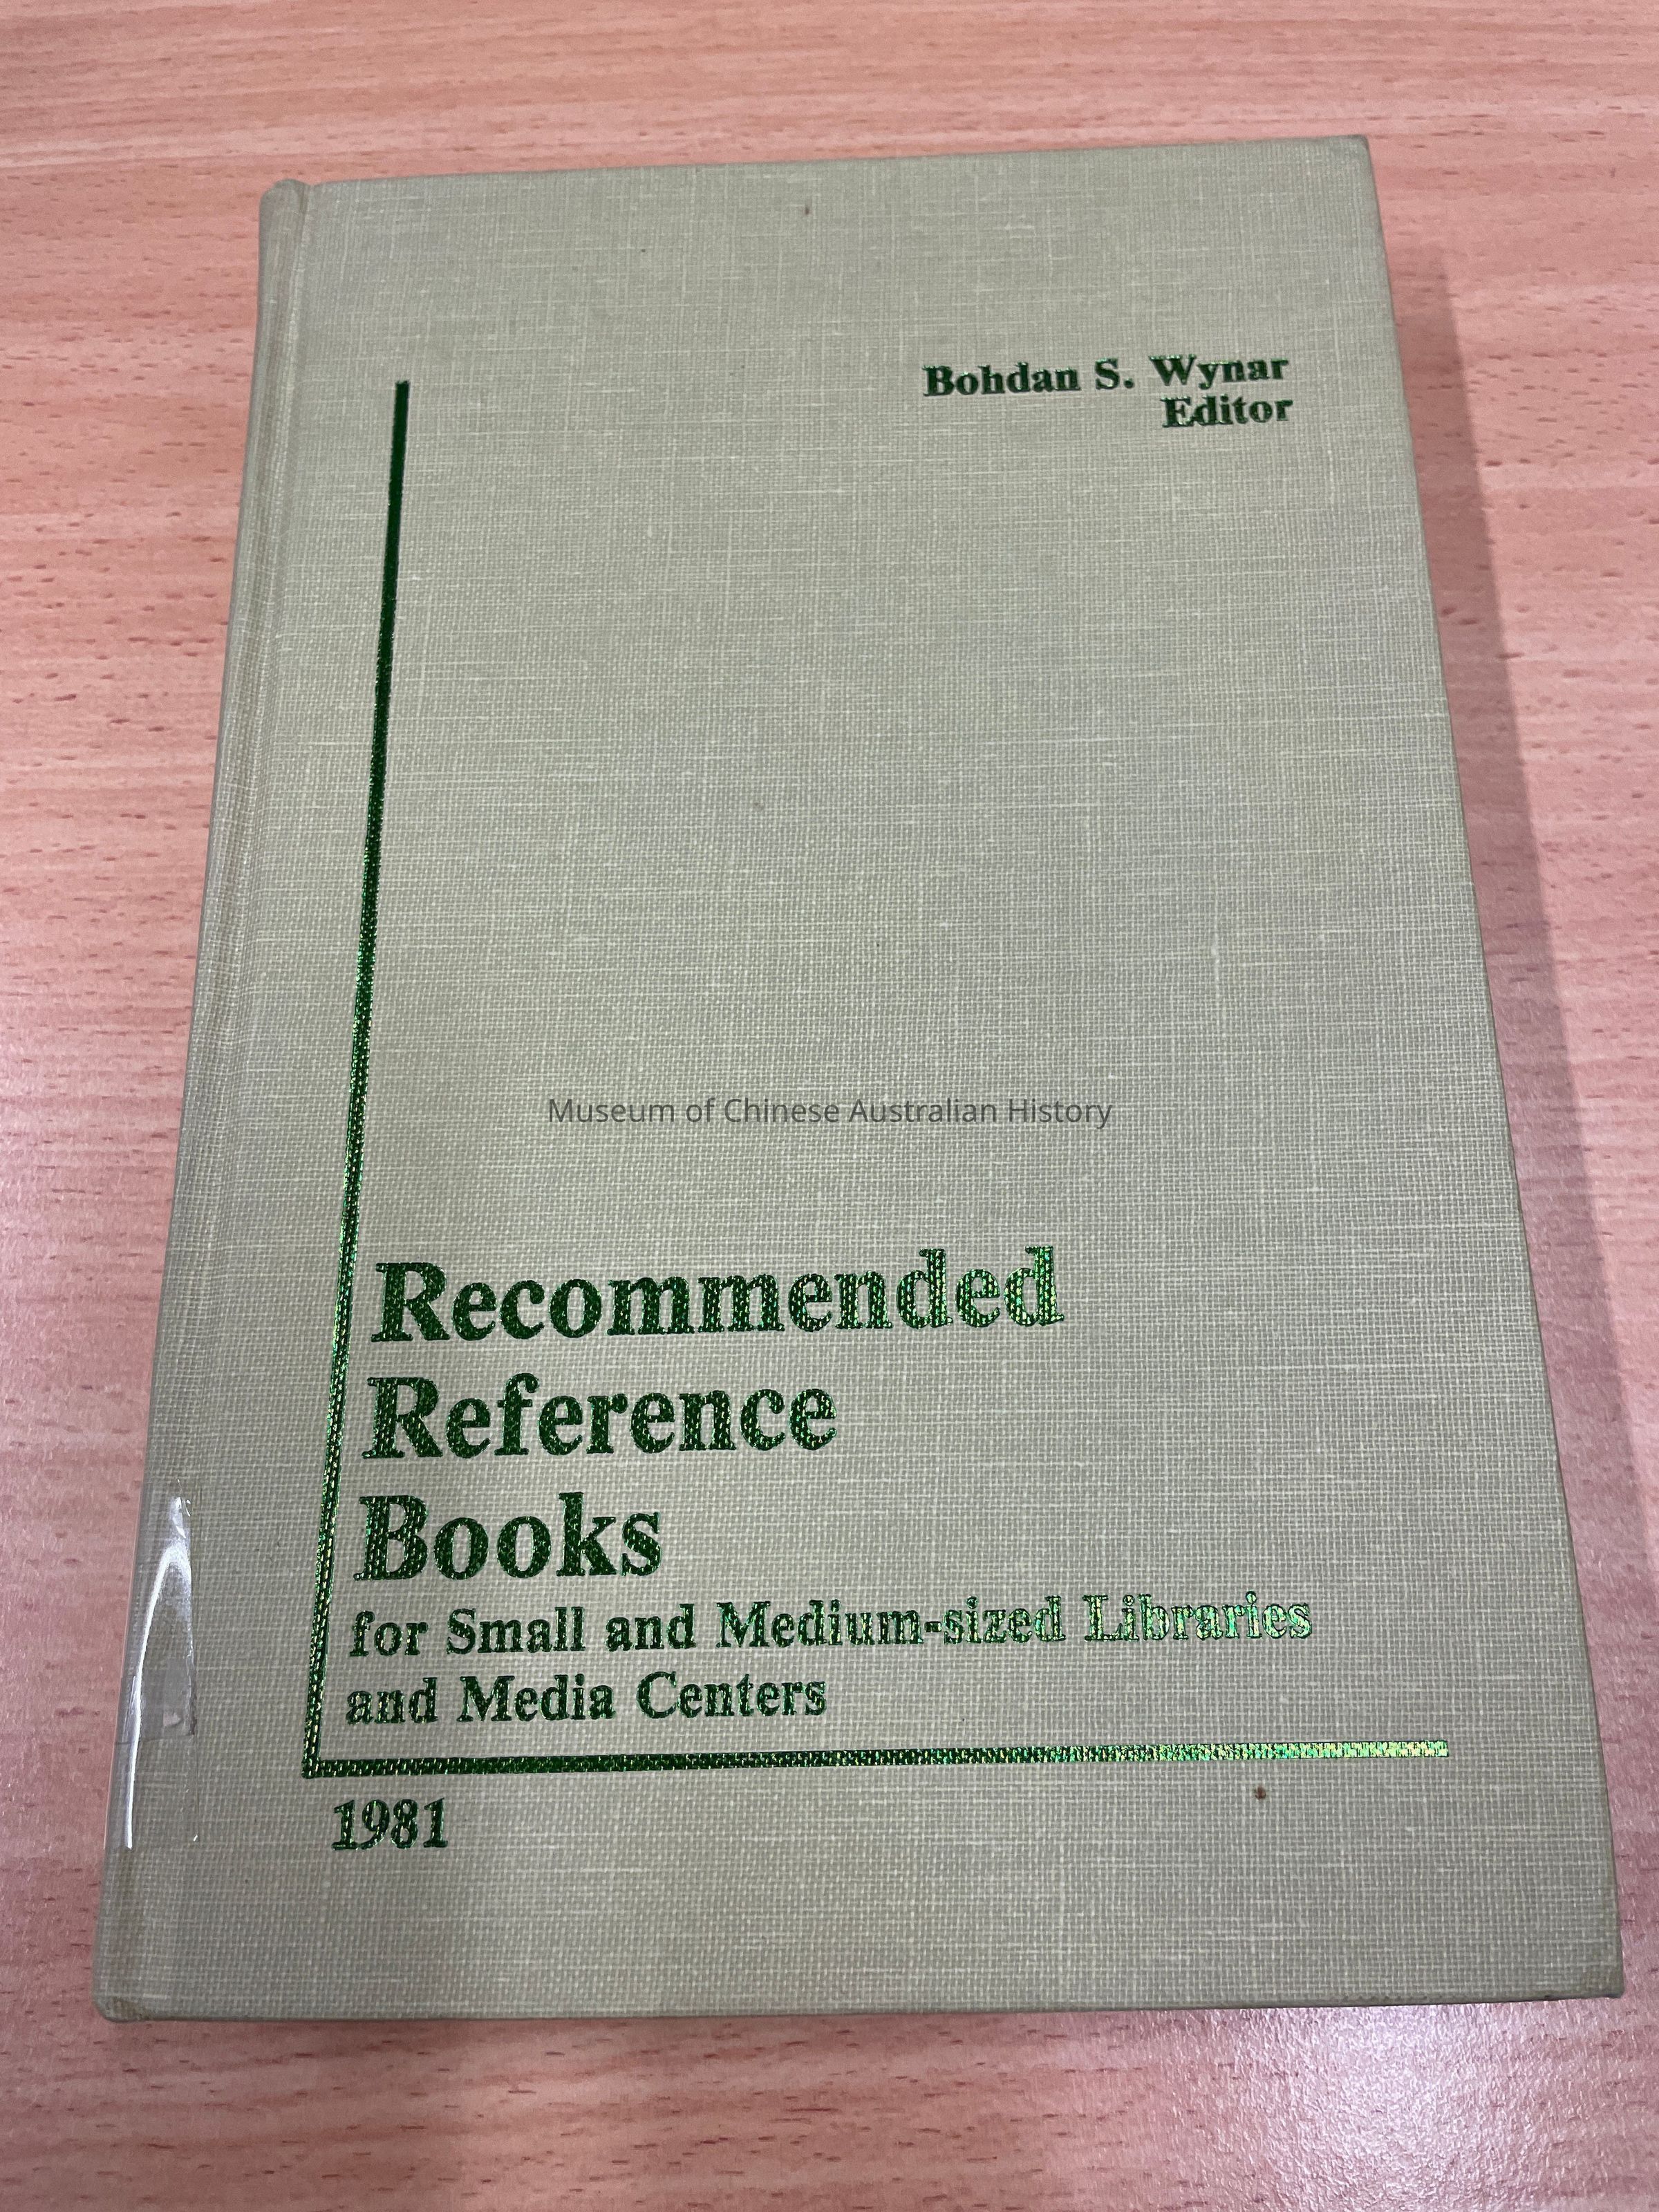 Bohdan S. Wynar
Editor
Museum of Chinese Australian History
Recommended
Reference
Books
for Small and Medium-sized Libraries
and Media Centers
1981